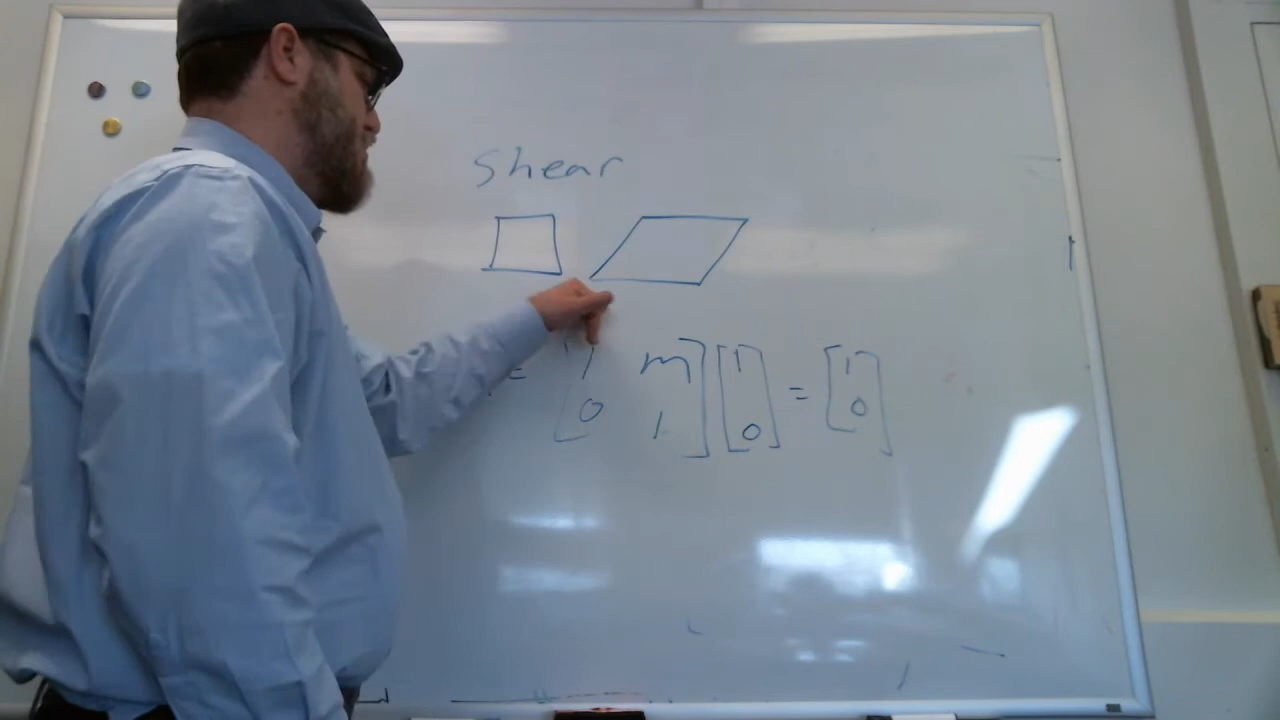 Shear
= [1 m] [1] = [1]
[0 1] [0] [0]